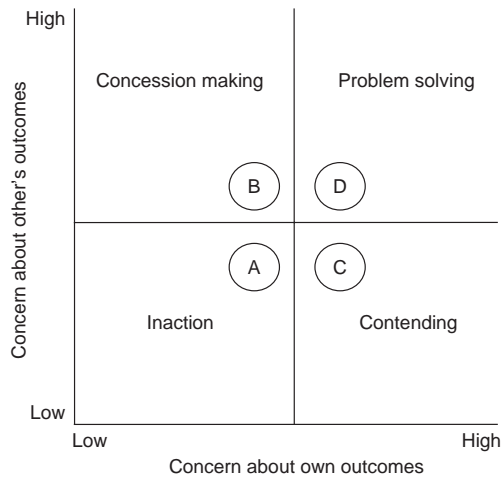 High
Concession making
Problem solving
Concern about other's outcomes
B
D
A
C
Inaction
Contending
Low
Low
High
Concern about own outcomes